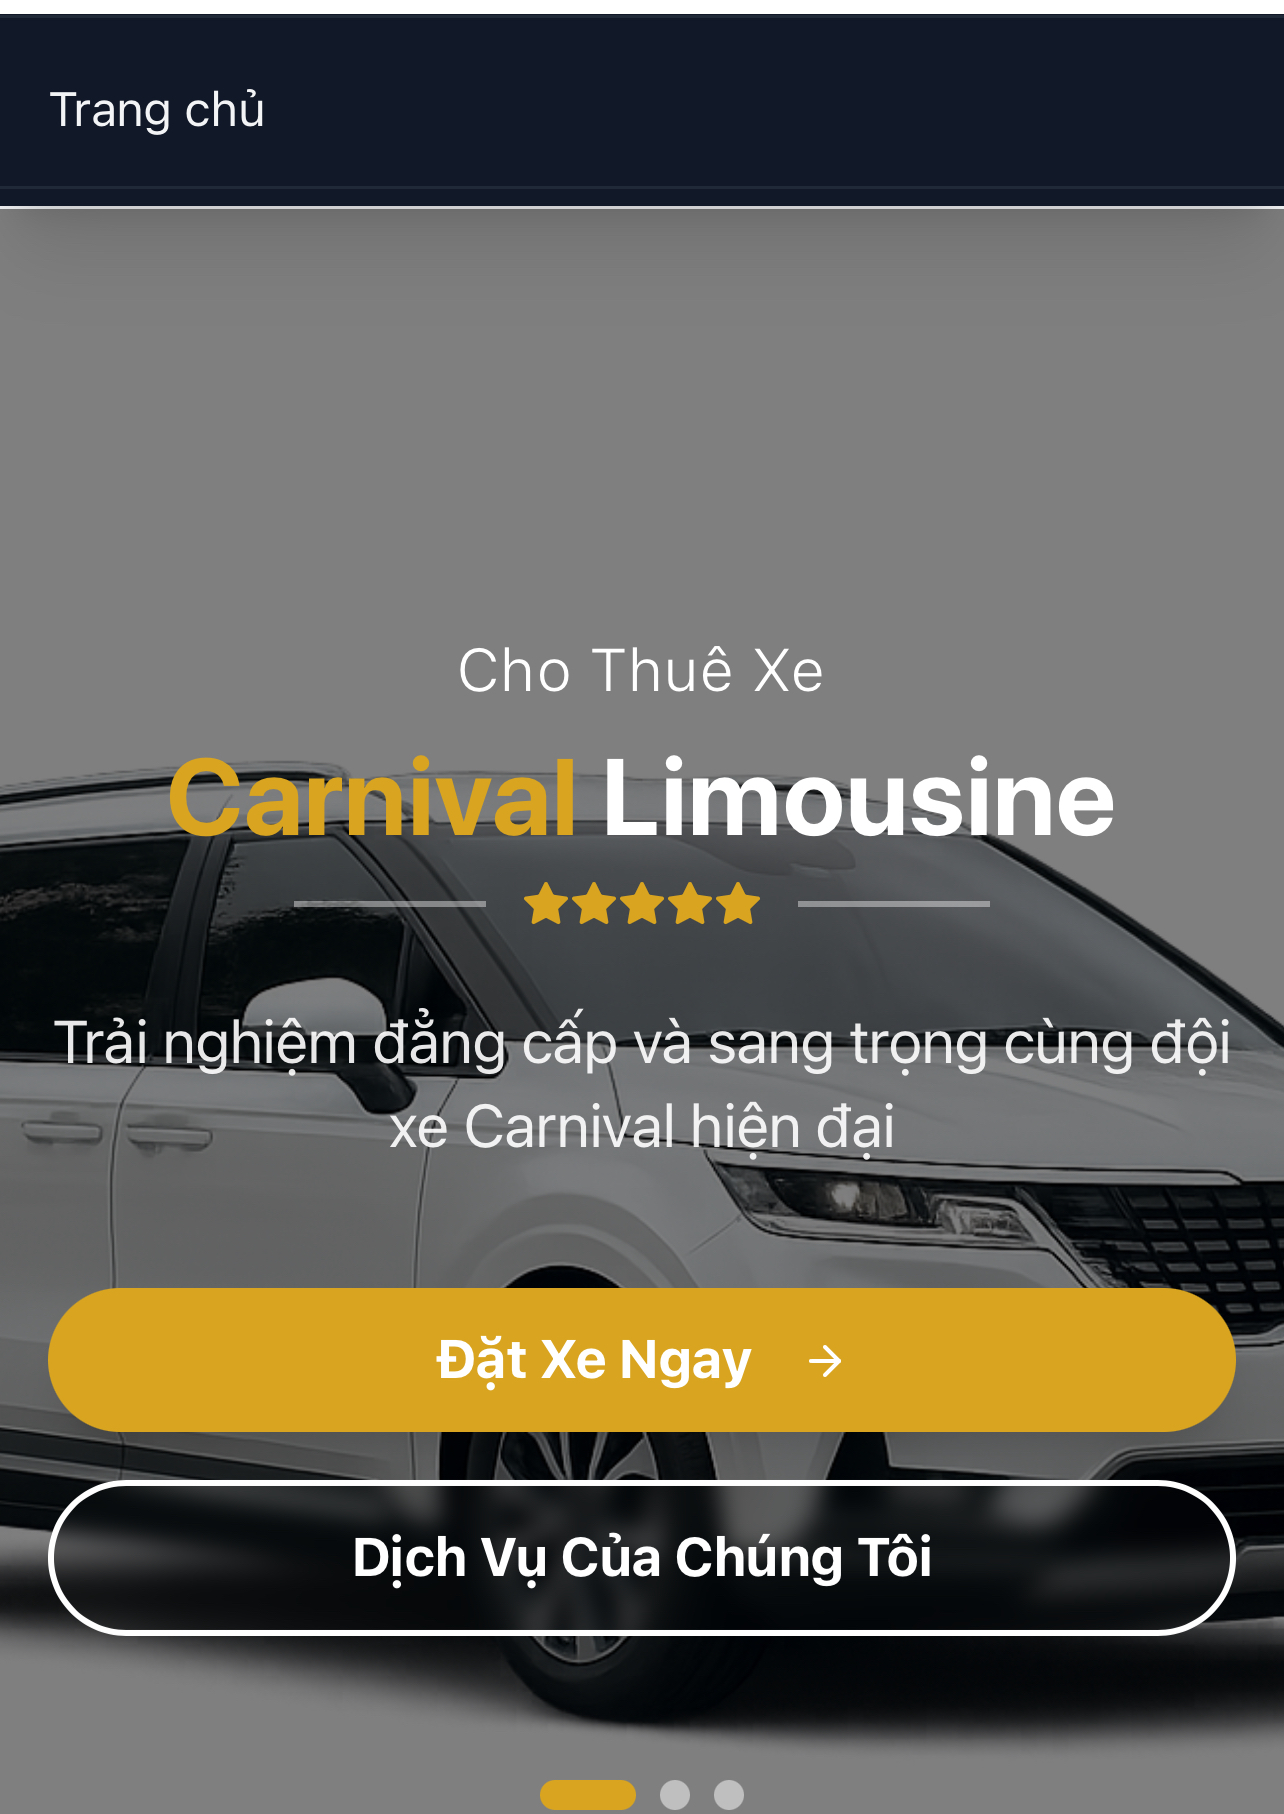 Trang chủ
Cho Thuê Xe
Carnival Limousine
Trải nghiệm đẳng cấp và sang trọng cùng đội
xe Carnival hiện đại
Đặt Xe Ngay
Dịch Vụ Của Chúng Tôi